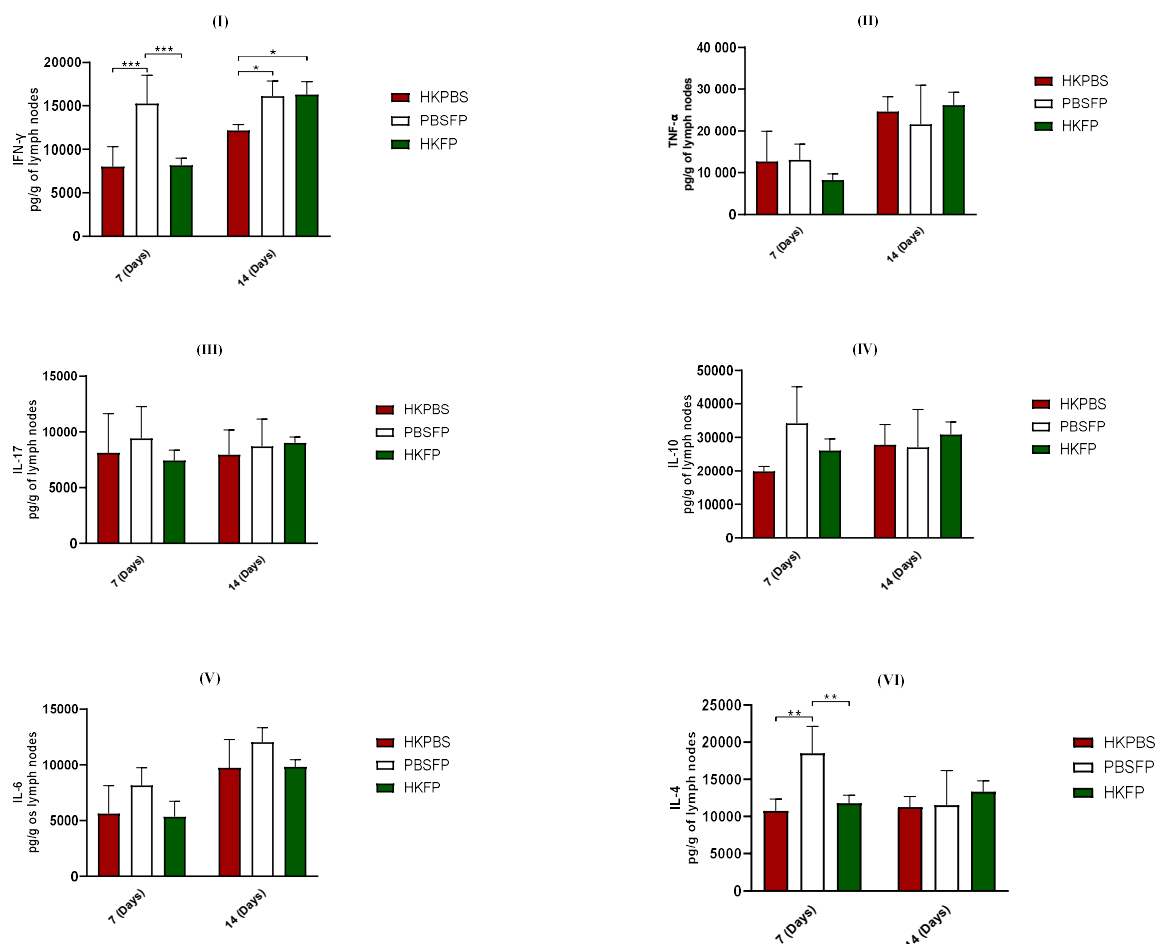 (I)
***
***
*
*
20000
15000
10000
5000
0
IFN-γ
pg/g of lymph nodes
7 (Days)
14 (Days)
HKPBS
PBSFP
HKFP
(II)
40 000
30 000
20 000
10 000
0
TNF-α
pg/g of lymph nodes
7 (Days)
14 (Days)
HKPBS
PBSFP
HKFP
(III)
15000
10000
5000
0
IL-17
pg/g of lymph nodes
7 (Days)
14 (Days)
HKPBS
PBSFP
HKFP
(IV)
50000
40000
30000
20000
10000
0
IL-10
pg/g of lymph nodes
7 (Days)
14 (Days)
HKPBS
PBSFP
HKFP
(V)
15000
10000
5000
0
IL-6
pg/g os lymph nodes
7 (Days)
14 (Days)
HKPBS
PBSFP
HKFP
(VI)
**
**
25000
20000
15000
10000
5000
0
IL-4
pg/g of lymph nodes
7 (Days)
14 (Days)
HKPBS
PBSFP
HKFP